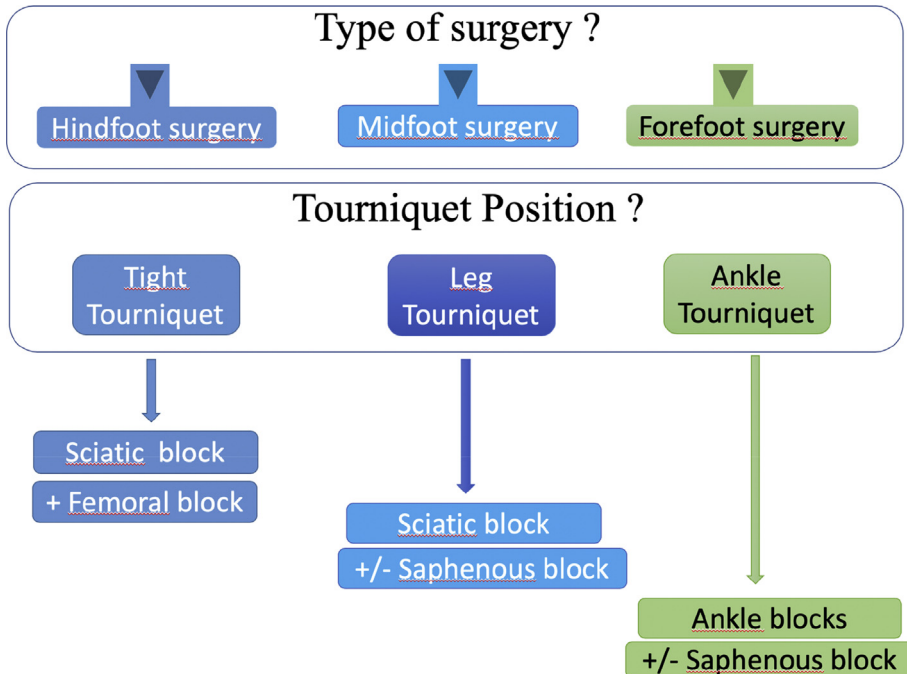 Type of surgery ?
Hindfoot surgery
Midfoot surgery
Forefoot surgery
Tourniquet Position ?
Tight
Tourniquet
Leg
Tourniquet
Ankle
Tourniquet
Sciatic block
+ Femoral block
Sciatic block
+/- Saphenous block
Ankle blocks
+/- Saphenous block